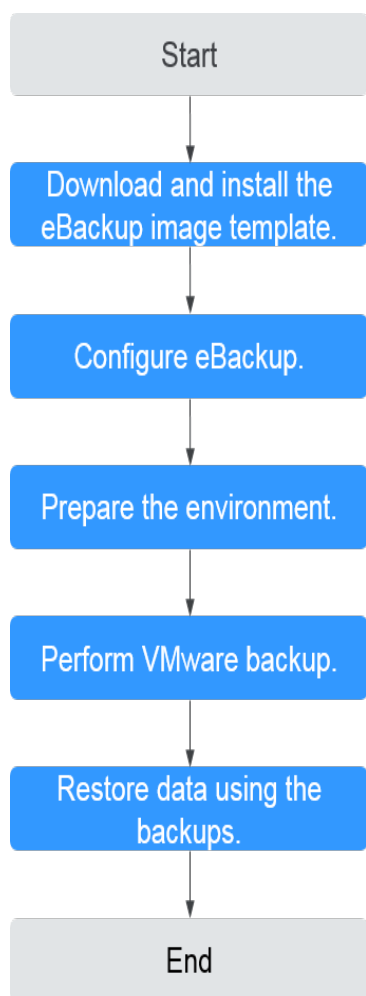 Start
Download and install the
eBackup image template.
Configure eBackup.
Prepare the environment.
Perform VMware backup.
Restore data using the
backups.
End